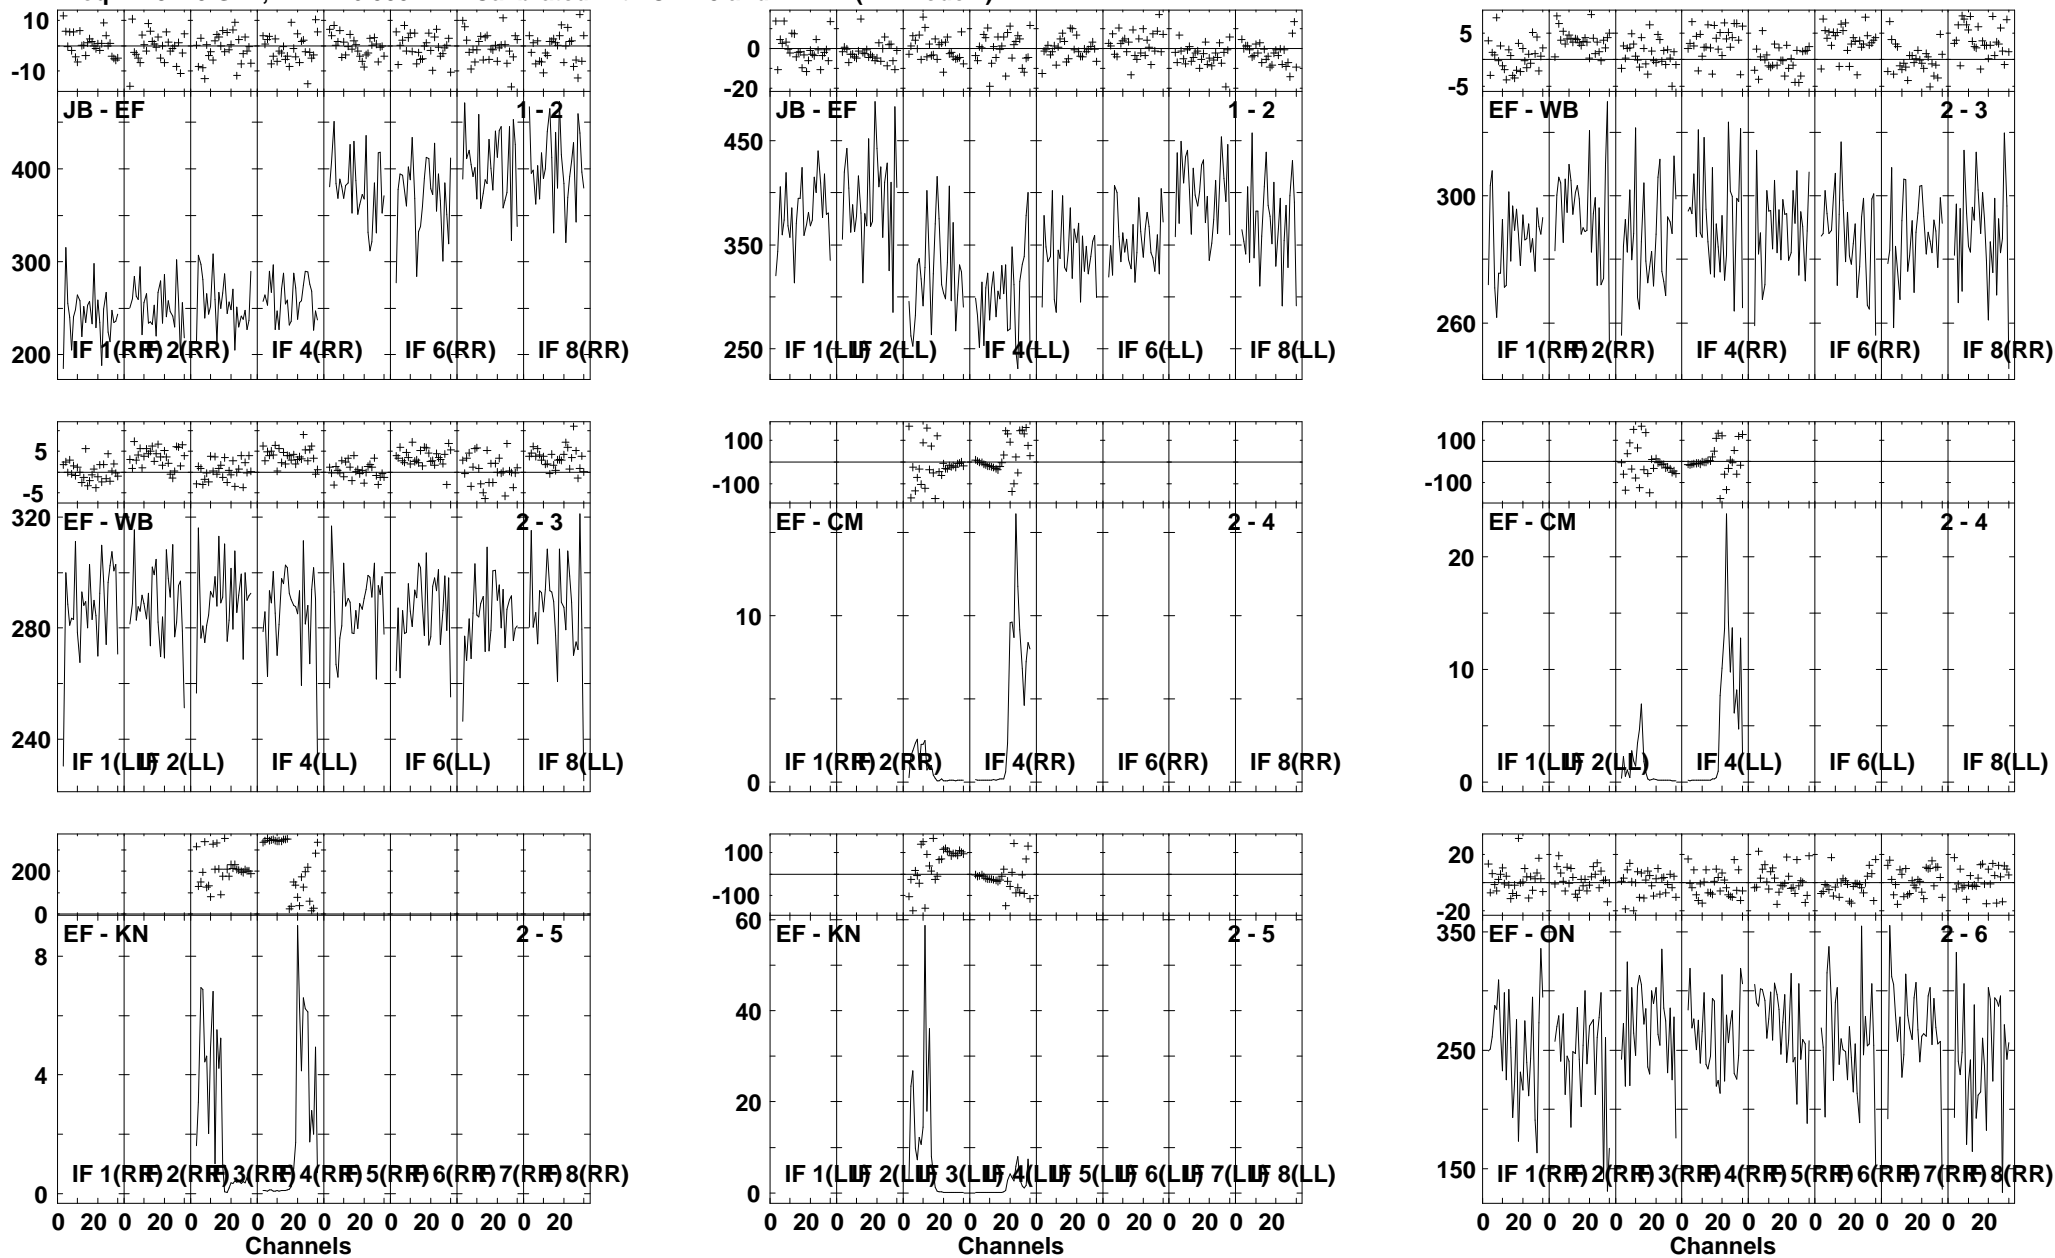 10
-10
JB - EF
1 - 2
400
300
200
IF 1(RR)
IF 2(RR)
IF 4(RR)
IF 6(RR)
IF 8(RR)
0
-20
JB - EF
1 - 2
450
350
250
IF 1(LL)
IF 2(LL)
IF 4(LL)
IF 6(LL)
IF 8(LL)
5
-5
EF - WB
2 - 3
300
260
IF 1(RR)
IF 2(RR)
IF 4(RR)
IF 6(RR)
IF 8(RR)
5
-5
320
EF - WB
2 - 3
280
240
IF 1(LL)
IF 2(LL)
IF 4(LL)
IF 6(LL)
IF 8(LL)
100
-100
EF - CM
2 - 4
10
0
IF 1(RR)
IF 2(RR)
IF 4(RR)
IF 6(RR)
IF 8(RR)
100
-100
EF - CM
2 - 4
20
10
0
IF 1(LL)
IF 2(LL)
IF 4(LL)
IF 6(LL)
IF 8(LL)
200
0
EF - KN
2 - 5
8
4
0
IF 1(RR)
IF 2(RR)
IF 3(RR)
IF 4(RR)
IF 5(RR)
IF 6(RR)
IF 7(RR)
IF 8(RR)
0 20 0 20 0 20 0 20 0 20 0 20 0 20 0 20
Channels
100
-100
60
EF - KN
2 - 5
40
20
0
IF 1(LL)
IF 2(LL)
IF 3(LL)
IF 4(LL)
IF 5(LL)
IF 6(LL)
IF 7(LL)
IF 8(LL)
0 20 0 20 0 20 0 20 0 20 0 20 0 20 0 20
Channels
20
-20
350
EF - ON
2 - 6
250
150
IF 1(RR)
IF 2(RR)
IF 3(RR)
IF 4(RR)
IF 5(RR)
IF 6(RR)
IF 7(RR)
IF 8(RR)
0 20 0 20 0 20 0 20 0 20 0 20 0 20 0 20
Channels